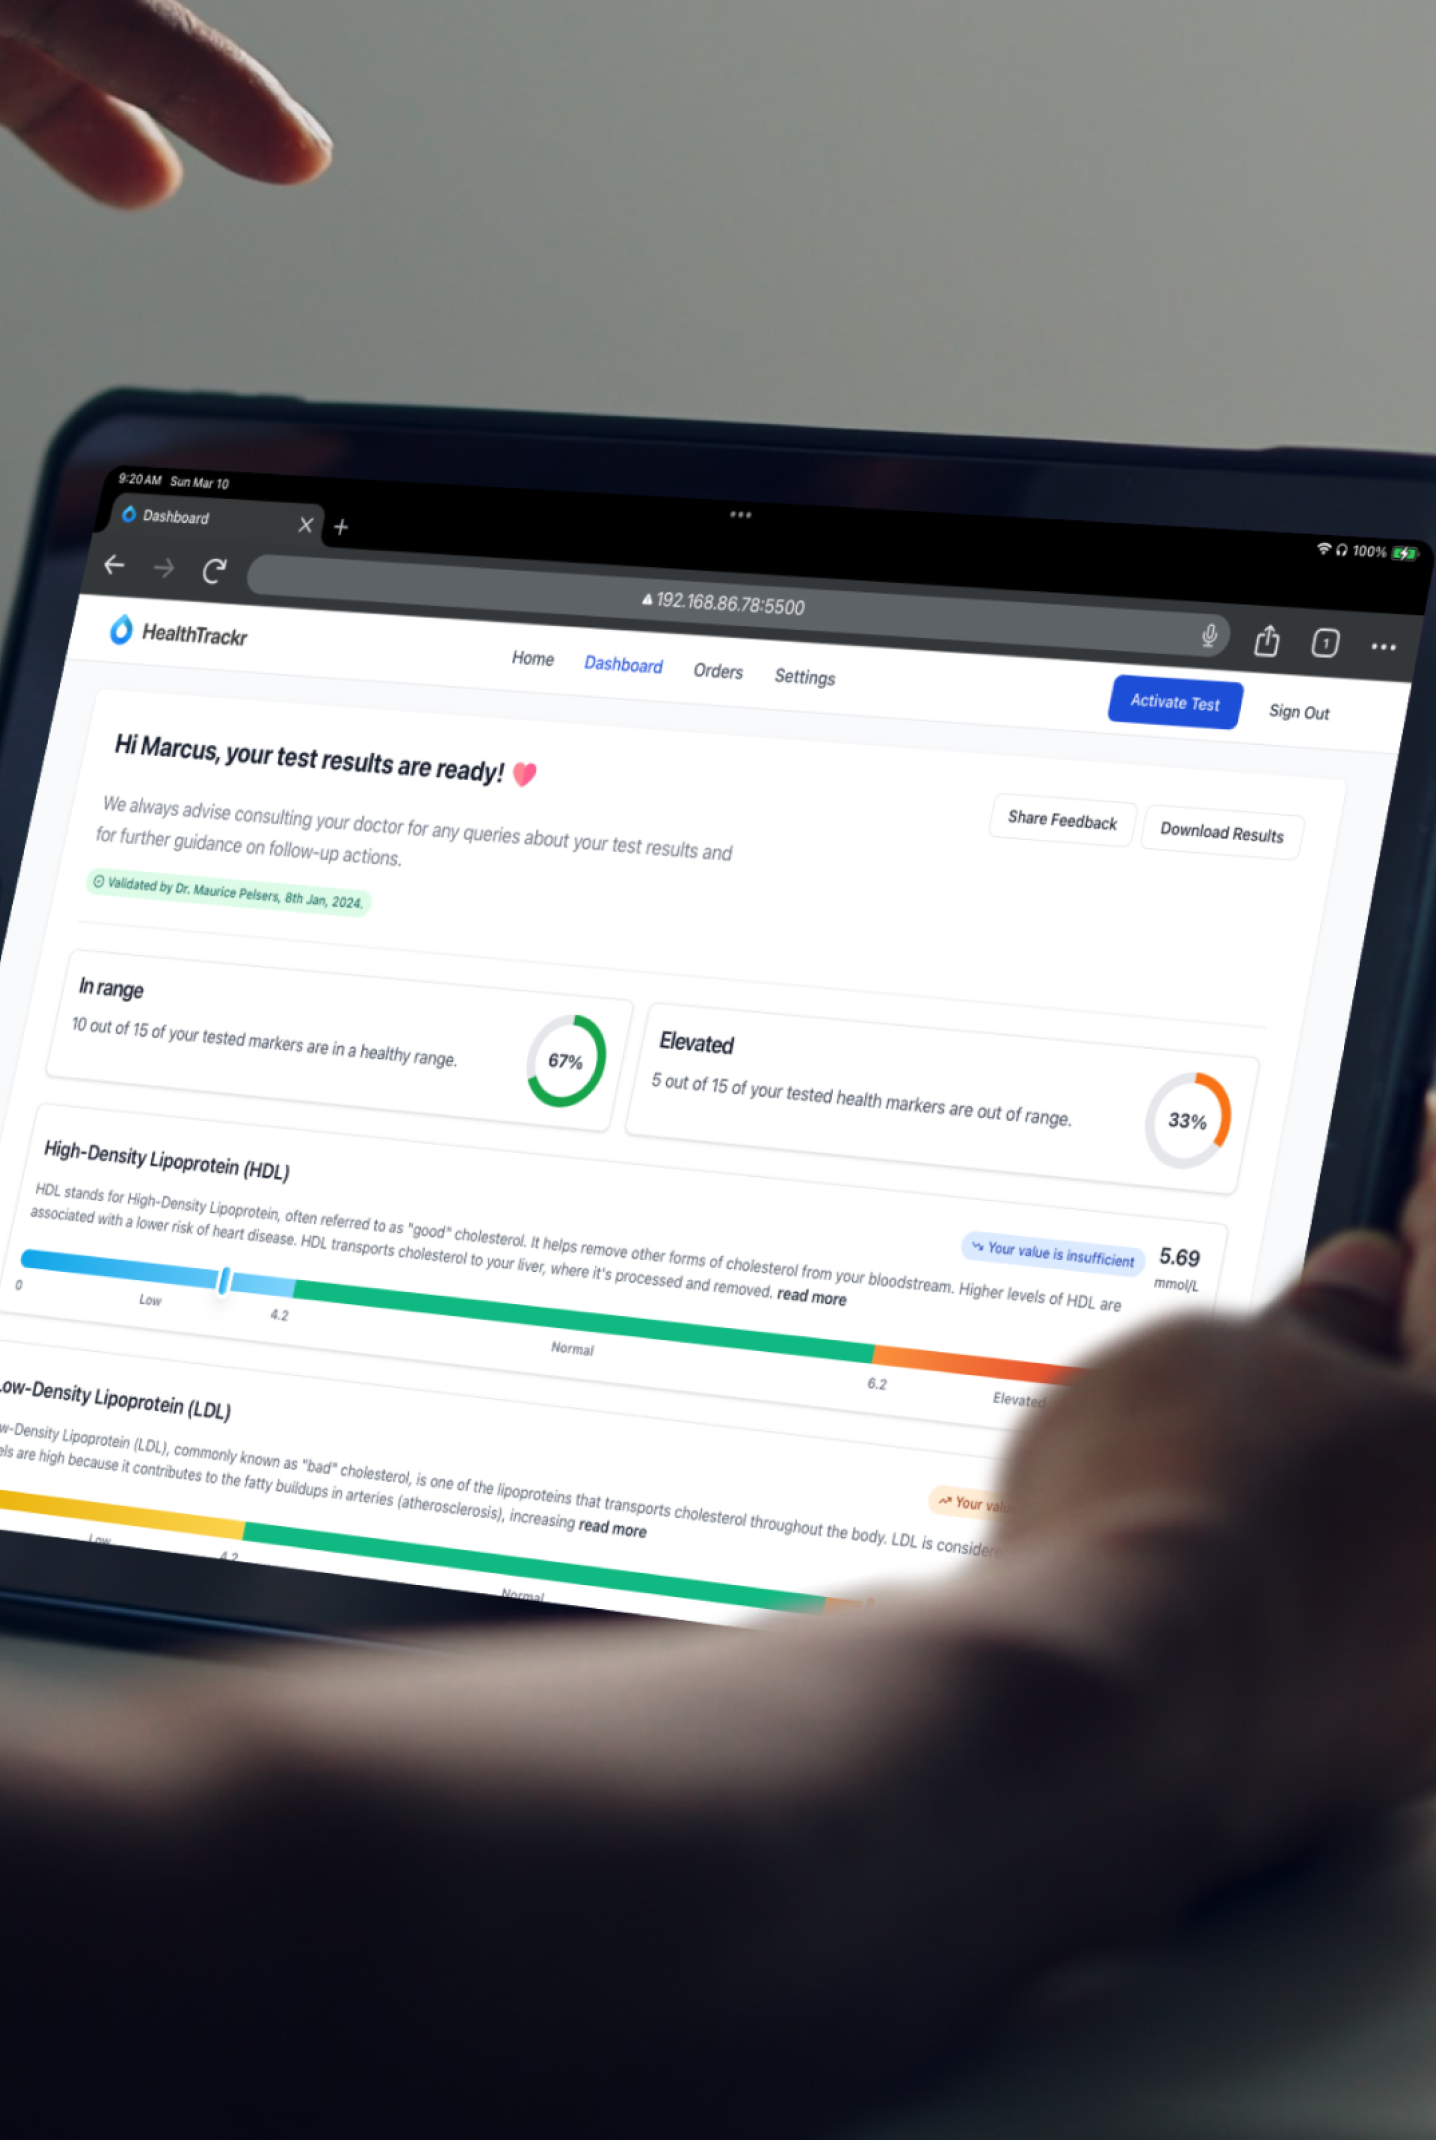 9:20 AM Sun Mar 10
100%
Dashboard
192.168.86.78:5500
1
HealthTrackr
Home Dashboard Orders Settings
Activate Test
Sign Out
Hi Marcus, your test results are ready!
We always advise consulting your doctor for any queries about your test results and
for further guidance on follow-up actions.
Validated by Dr. Maurice Pelsers, 8th Jan, 2024.
Share Feedback
Download Results
In range
10 out of 15 of your tested markers are in a healthy range.
67%
Elevated
5 out of 15 of your tested health markers are out of range.
33%
High-Density Lipoprotein (HDL)
HDL stands for High-Density Lipoprotein, often referred to as "good" cholesterol. It helps remove other forms of cholesterol from your bloodstream. Higher levels of HDL are
associated with a lower risk of heart disease. HDL transports cholesterol to your liver, where it's processed and removed. read more
Your value is insufficient
5.69
mmol/L
0
Low
4.2
Normal
6.2
Elevated
Low-Density Lipoprotein (LDL)
w-Density Lipoprotein (LDL), commonly known as "bad" cholesterol, is one of the lipoproteins that transports cholesterol throughout the body. LDL is considere
els are high because it contributes to the fatty buildups in arteries (atherosclerosis), increasing read more
Your valu
Low
4.2
Normal